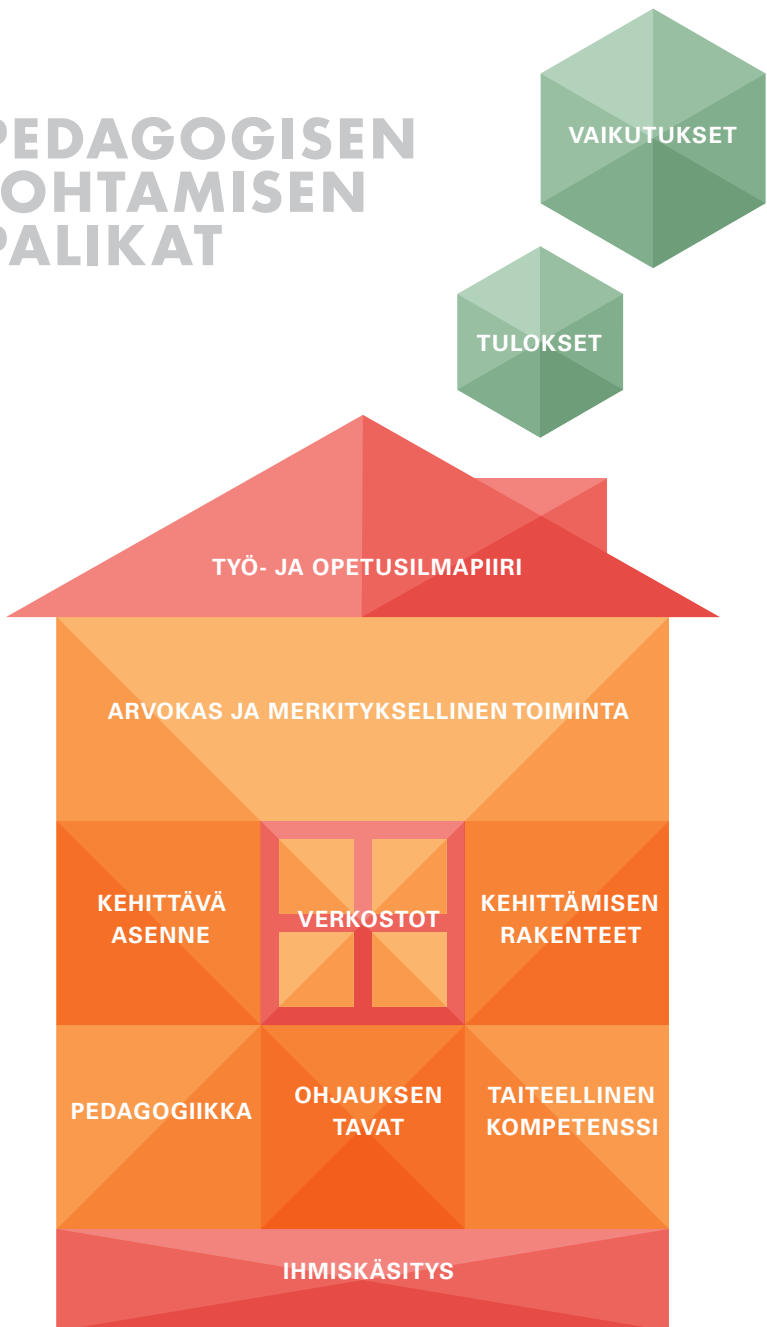 PEDAGOGISEN
JOHTAMISEN
PALIKAT
VAIKUTUKSET
TULOKSET
TYÖ- JA OPETUSILMAPIIRI
ARVOKAS JA MERKITYKSELLINEN TOIMINTA
KEHITTÄVÄ
ASENNE
VERKOSTOT
KEHITTÄMISEN
RAKENTEET
PEDAGOGIIKKA
OHJAUKSEN
TAVAT
TAITEELLINEN
KOMPETENSSI
IHMISKÄSITYS